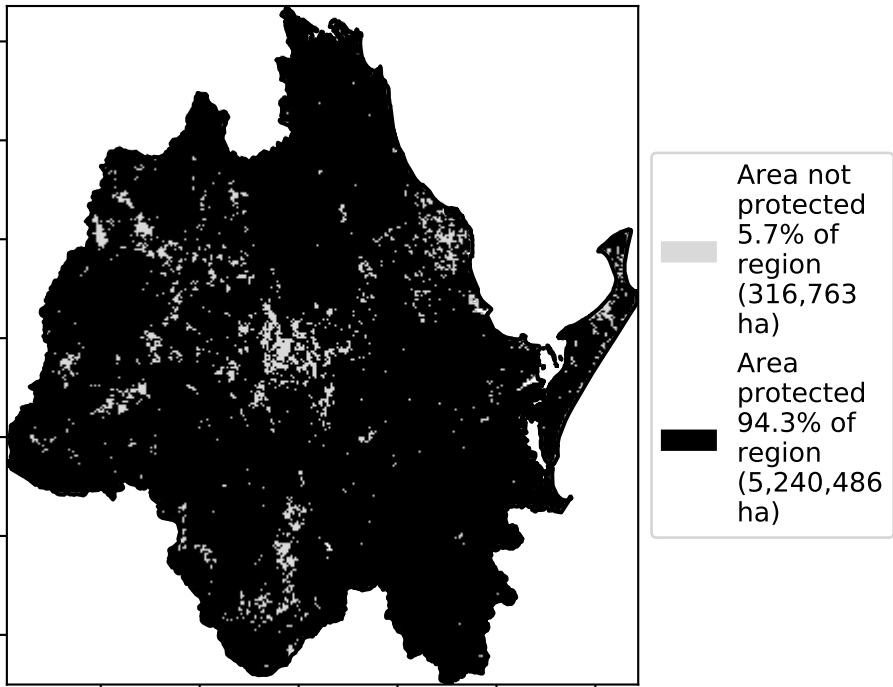 Area not
protected
5.7% of
region
(316,763
ha)
Area
protected
94.3% of
region
(5,240,486
ha)